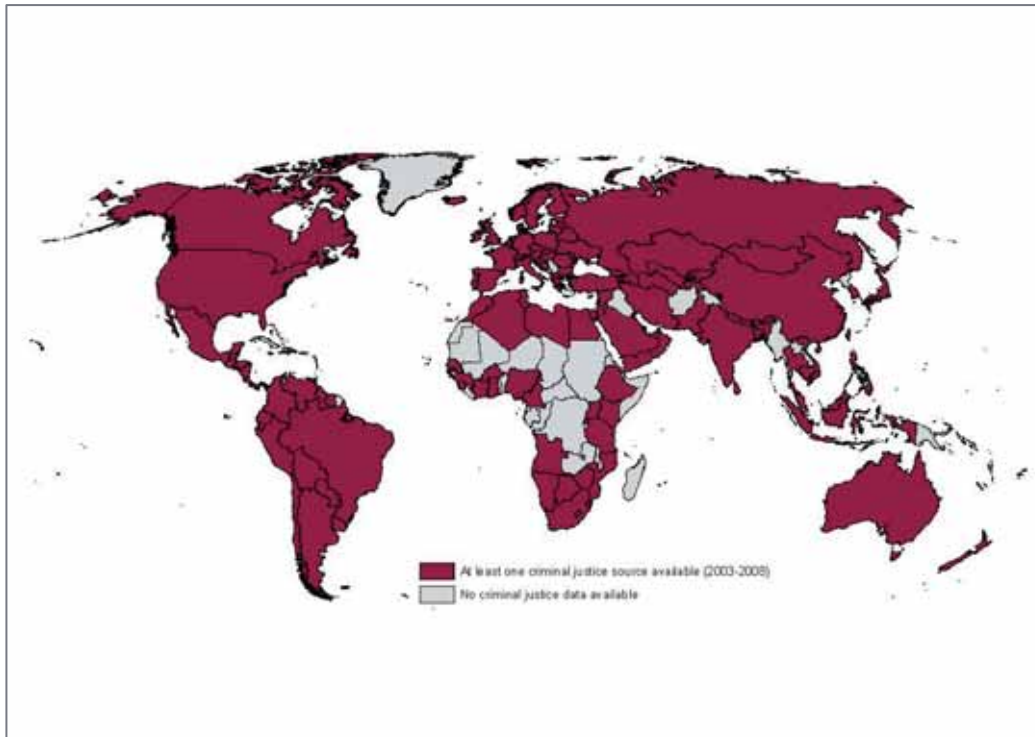 At least one criminal justice source available (2003-2008)
No criminal justice data available